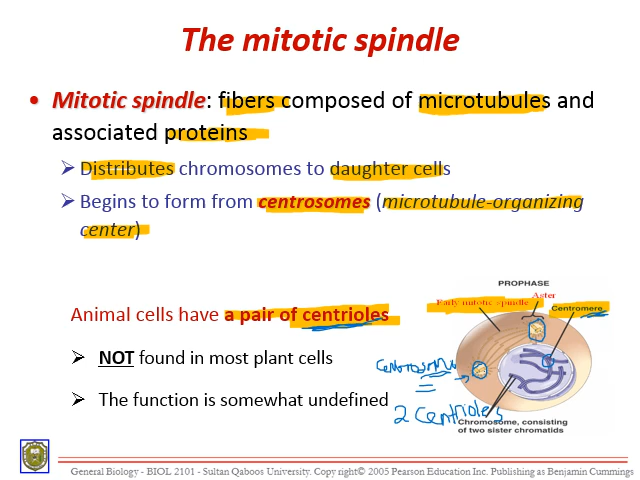 The mitotic spindle
• Mitotic spindle: fibers composed of microtubules and
associated proteins
➢ Distributes chromosomes to daughter cells
➢ Begins to form from centrosomes (microtubule-organizing
center)
PROPHASE
Early mitotic spindle
Aster
Centromere
Animal cells have a pair of centrioles
➢ NOT found in most plant cells
Centrosome
=
➢ The function is somewhat undefined
2 Centrioles
Chromosome, consisting
of two sister chromatids
General Biology - BIOL 2101 - Sultan Qaboos University. Copy right© 2005 Pearson Education Inc. Publishing as Benjamin Cummings